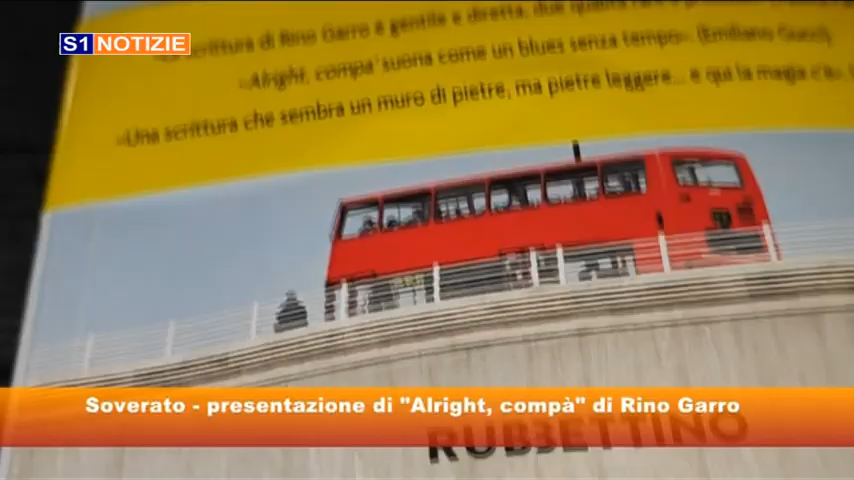 S1 NOTIZIE
scrittura di Rino Garro è gentile e diretta, due qualità
«Alright, compà" suona come un blues senza tempo». (Emiliano Gucci)
«Una scrittura che sembra un muro di pietre, ma pietre leggere... e qui la magia c'è».
Soverato - presentazione di "Alright, compà" di Rino Garro
RUBBETTINO